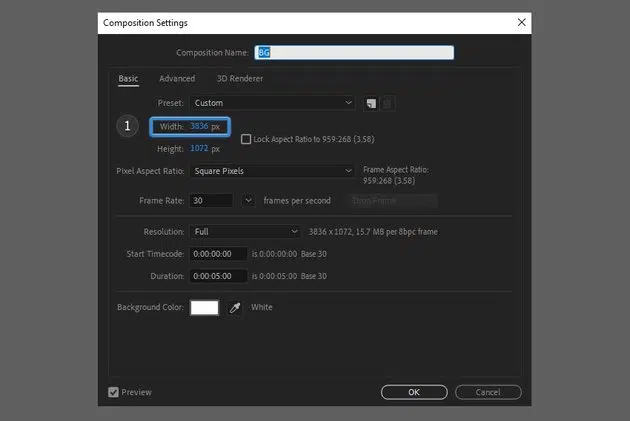 Composition Settings
Composition Name: BG
Basic Advanced 3D Renderer
Preset: Custom
1
Width: 3836 px
Lock Aspect Ratio to 959:268 (3,58)
Height: 1072 px
Pixel Aspect Ratio: Square Pixels
Frame Aspect Ratio:
959:268 (3,58)
Frame Rate: 30 frames per second Drop Frame
Resolution: Full 3836 x 1072, 15.7 MB per 8bpc frame
Start Timecode: 0:00:00:00 is 0:00:00:00 Base 30
Duration: 0:00:05:00 is 0:00:05:00 Base 30
Background Color: White
Preview OK Cancel